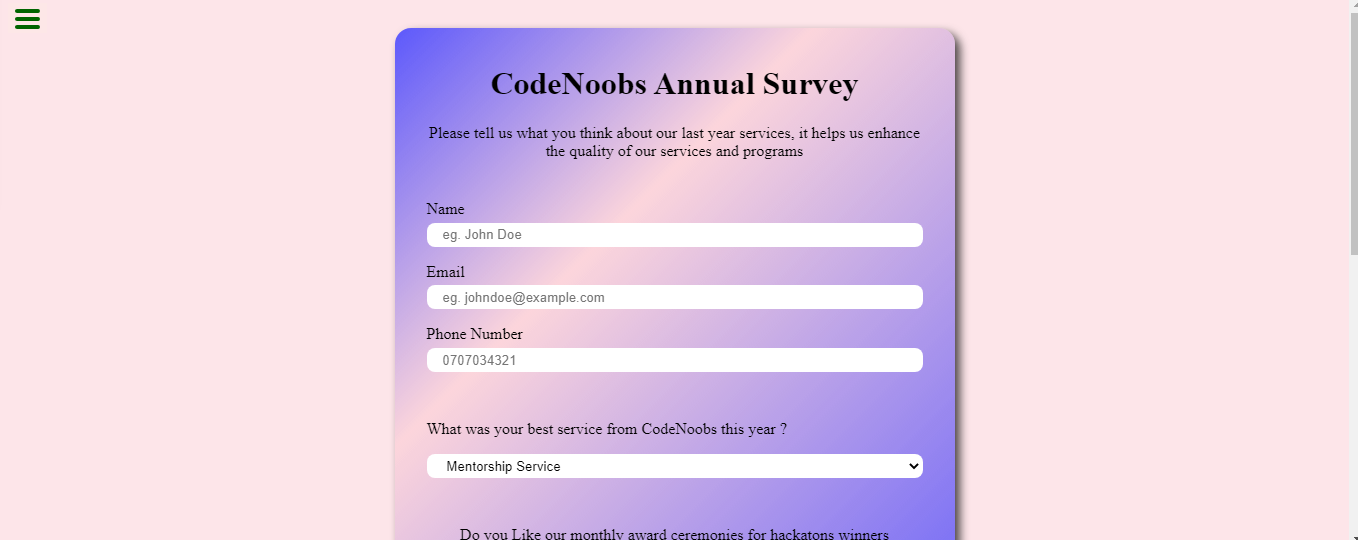 CodeNoobs Annual Survey
Please tell us what you think about our last year services, it helps us enhance
the quality of our services and programs
Name
eg. John Doe
Email
eg. johndoe@example.com
Phone Number
0707034321
What was your best service from CodeNoobs this year ?
Mentorship Service
Do you Like our monthly award ceremonies for hackatons winners